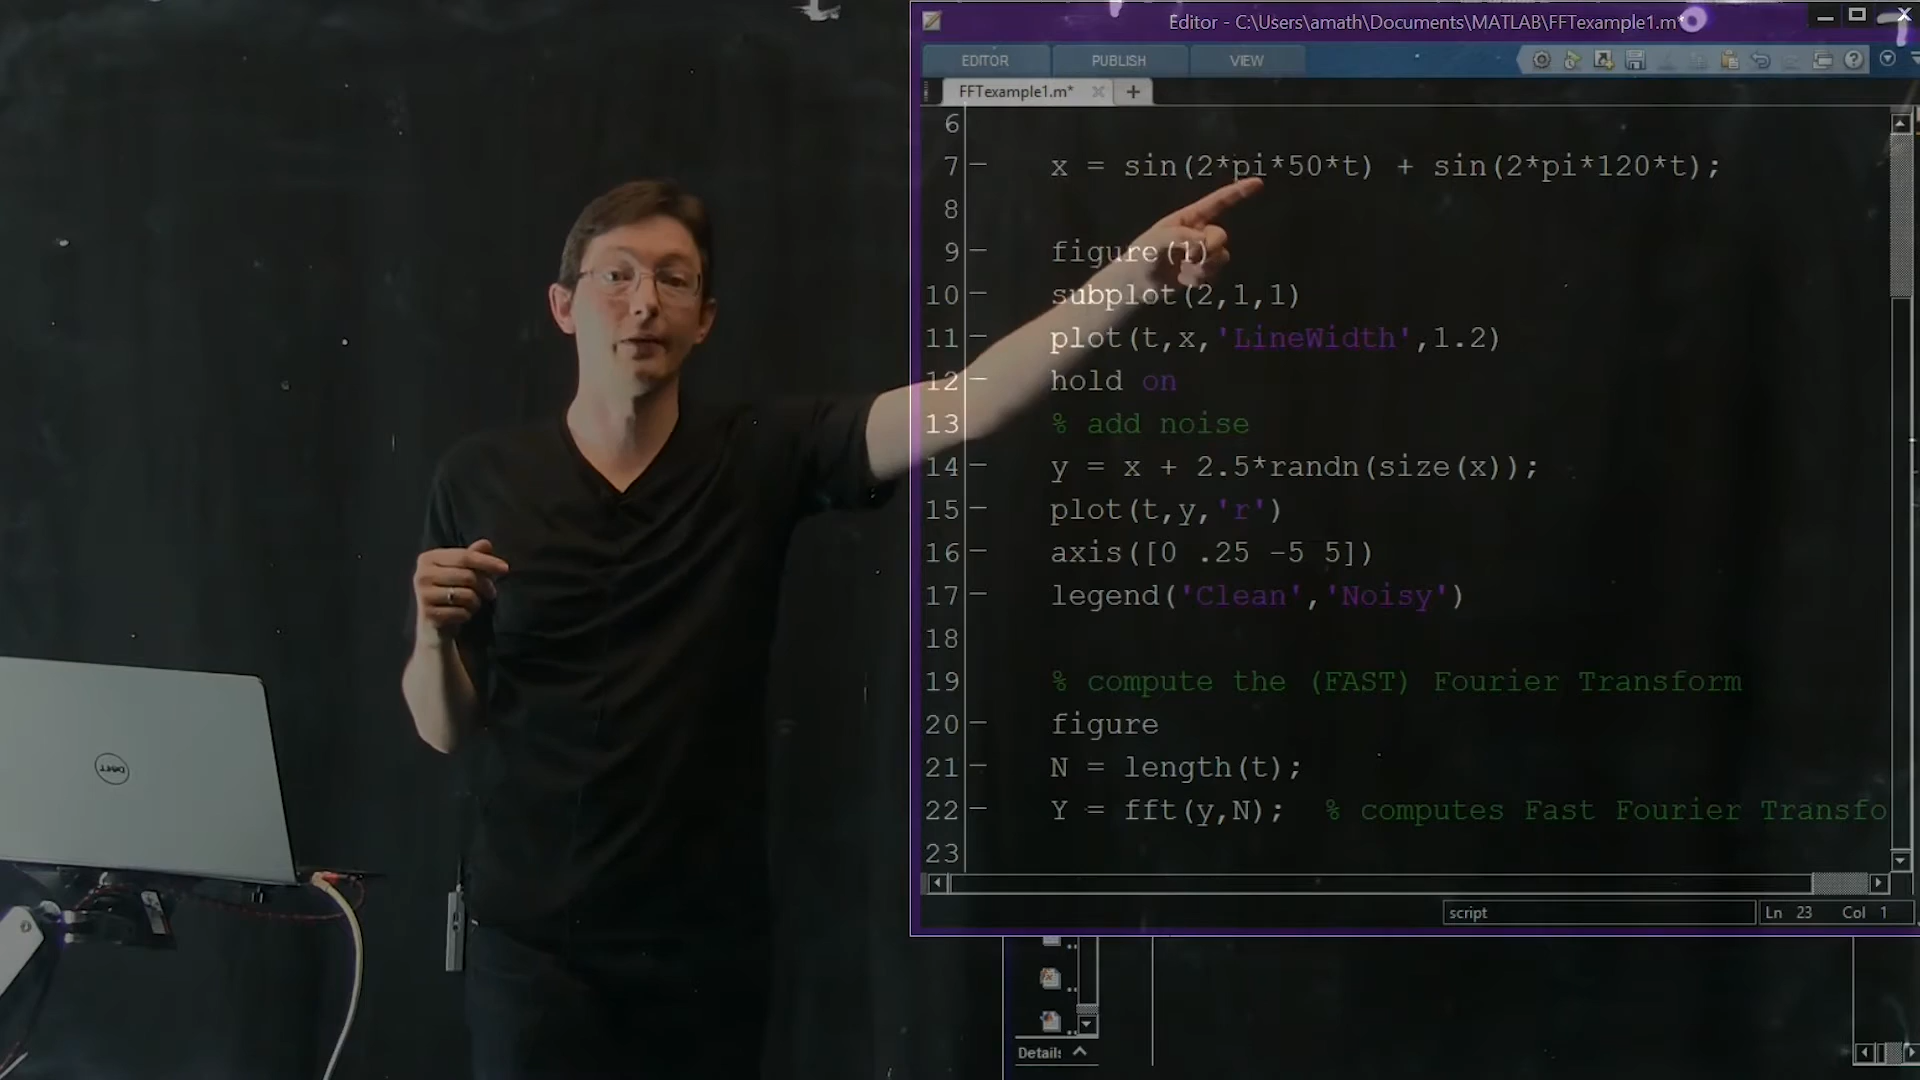 Editor - C:\Users\amath\Documents\MATLAB\FFTexample1.m*
EDITOR PUBLISH VIEW
FFTexample1.m*
6
7 x = sin(2*pi*50*t) + sin(2*pi*120*t);
8
9 figure(1)
10 subplot(2,1,1)
11 plot(t,x,'LineWidth',1.2)
12 hold on
13 % add noise
14 y = x + 2.5*randn(size(x));
15 plot(t,y,'r')
16 axis([0 .25 -5 5])
17 legend('Clean','Noisy')
18
19 % compute the (FAST) Fourier Transform
20 figure
21 N = length(t);
22 Y = fft(y,N); % computes Fast Fourier Transfo
23
script Ln 23 Col 1
Details
DELL